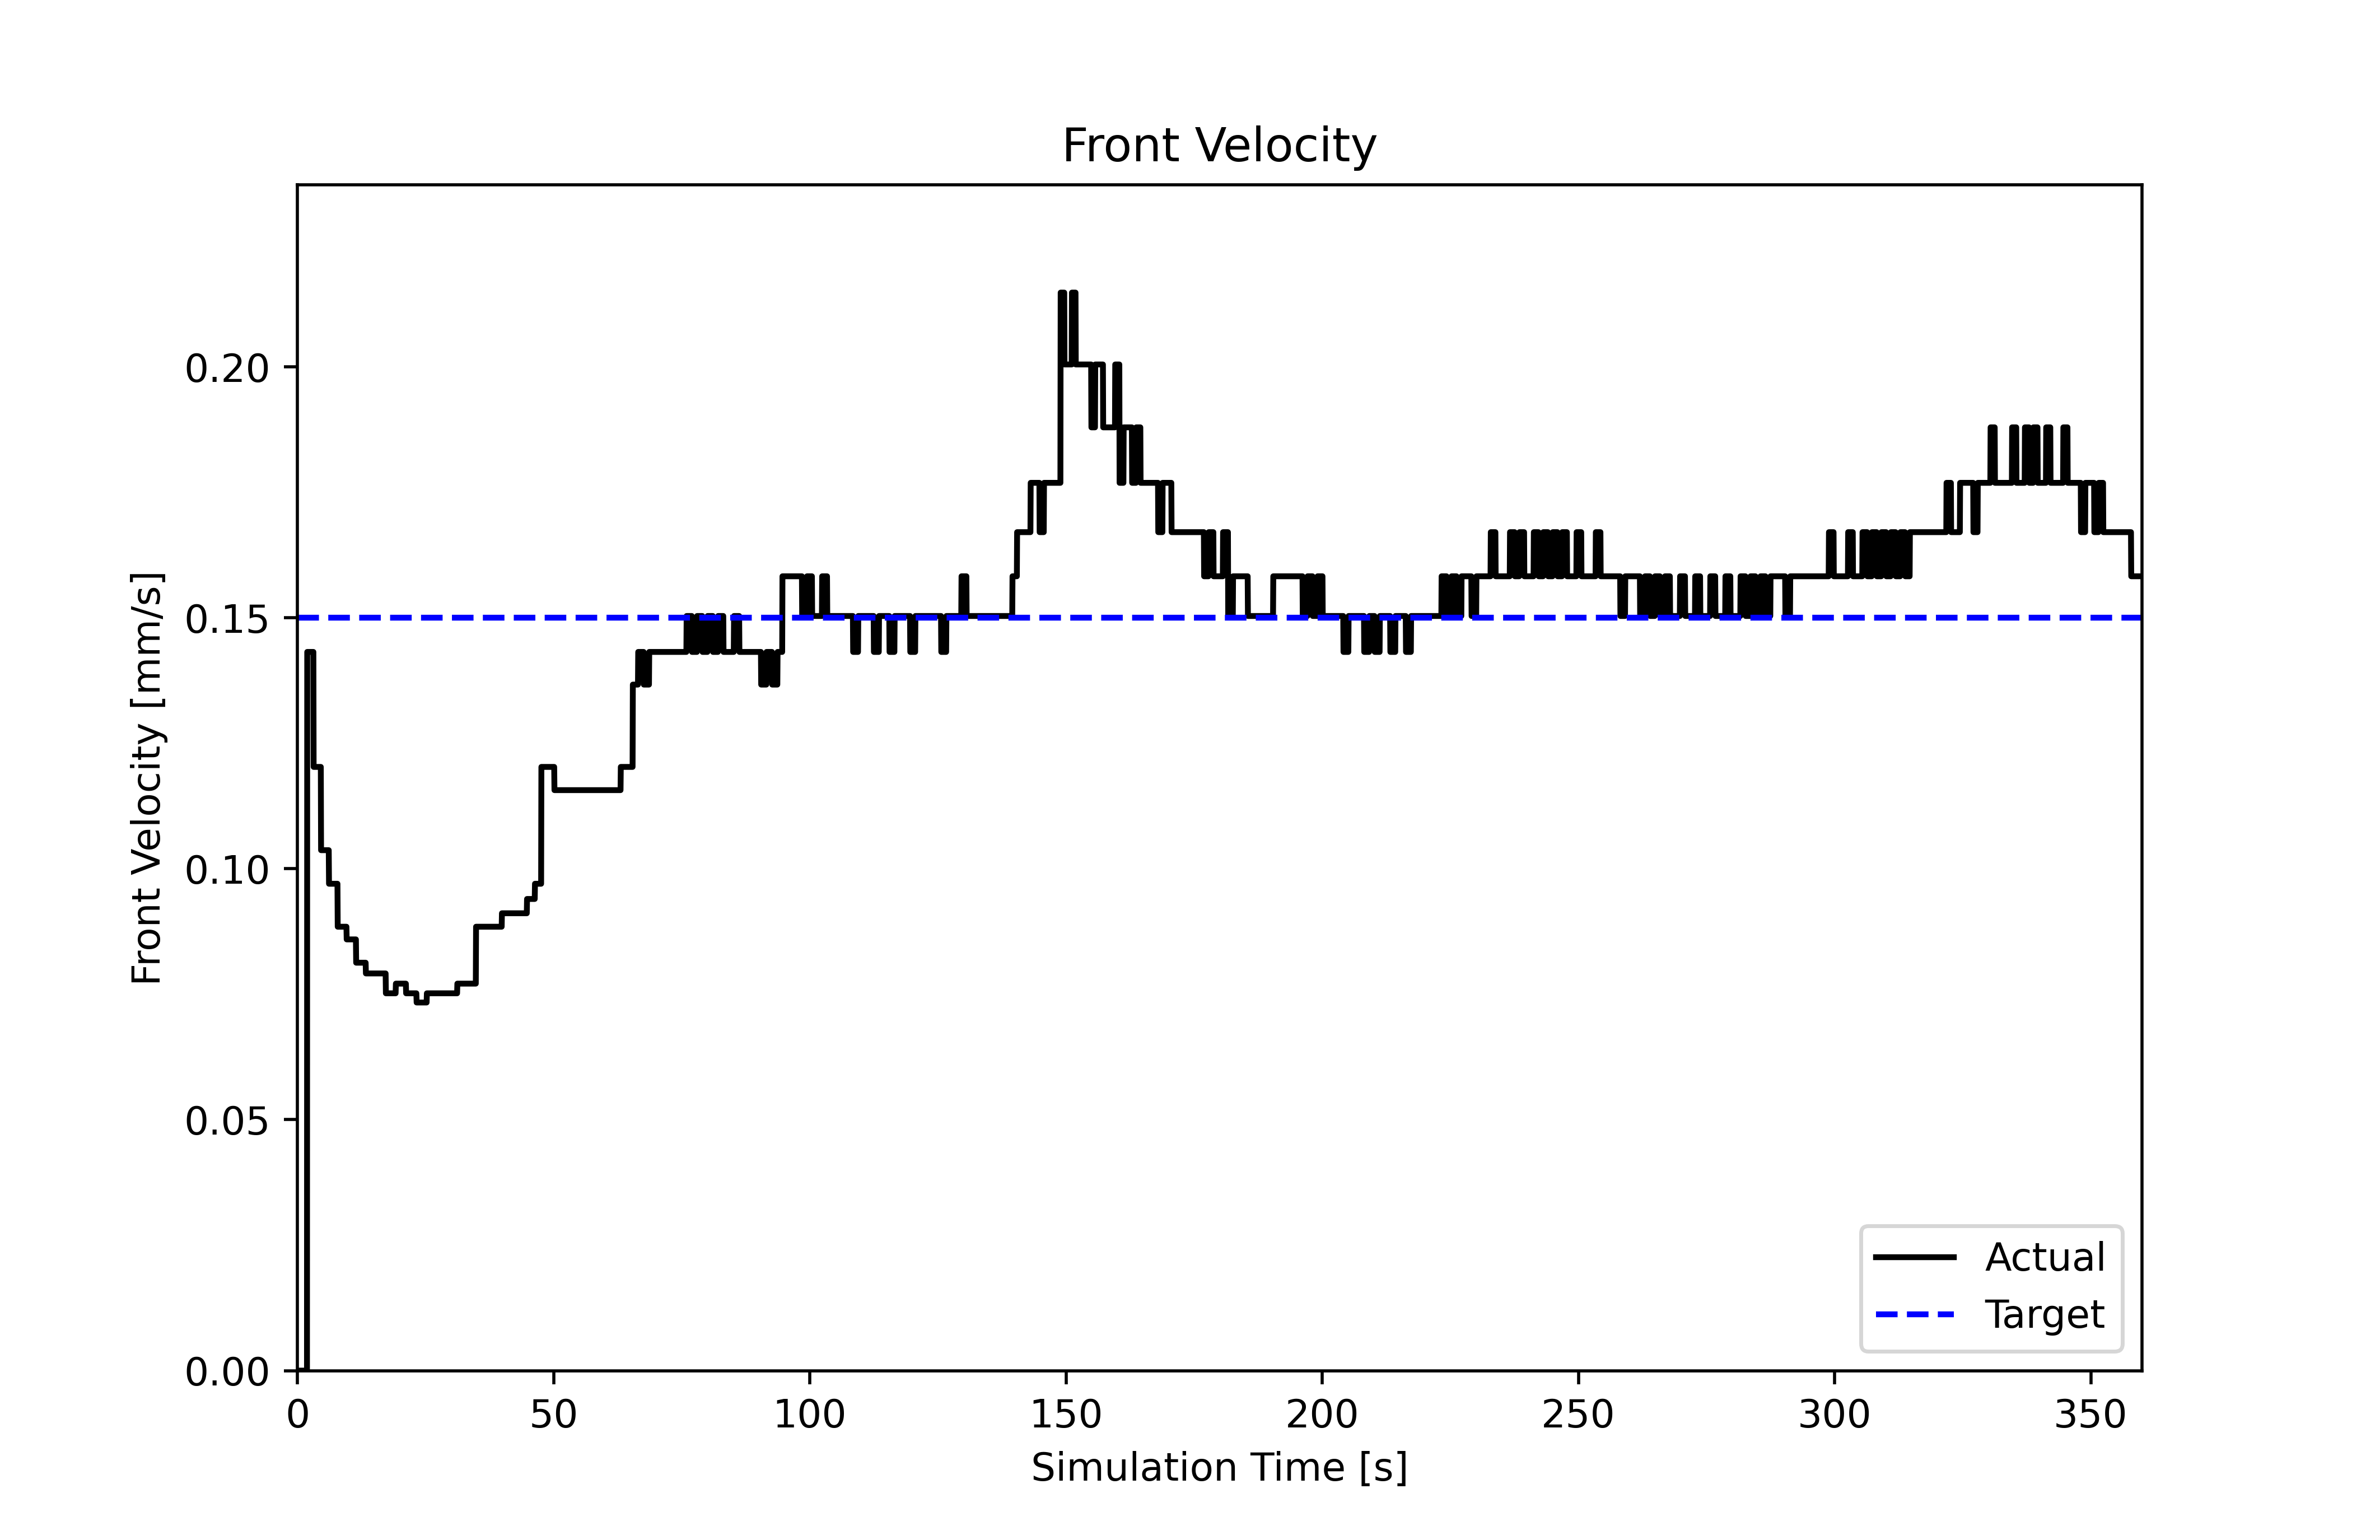 Front Velocity
Front Velocity [mm/s]
0.20
0.15
0.10
0.05
0.00
0 50 100 150 200 250 300 350
Simulation Time [s]
Actual
Target